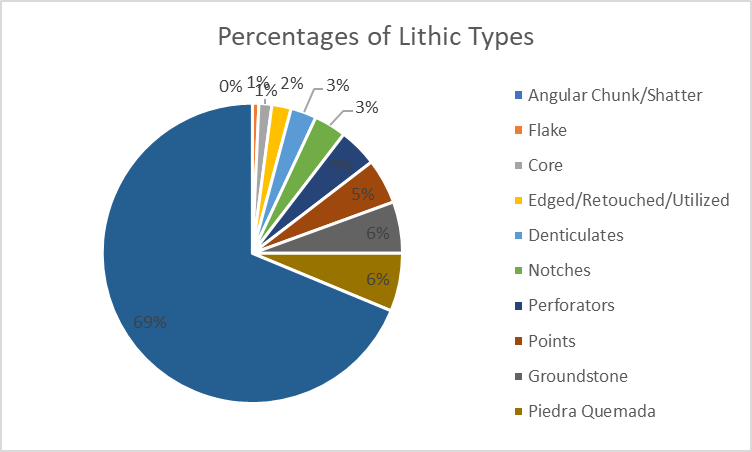 Percentages of Lithic Types
0%
1%
1%
2%
3%
3%
5%
6%
6%
69%
Angular Chunk/Shatter
Flake
Core
Edged/Retouched/Utilized
Denticulates
Notches
Perforators
Points
Groundstone
Piedra Quemada